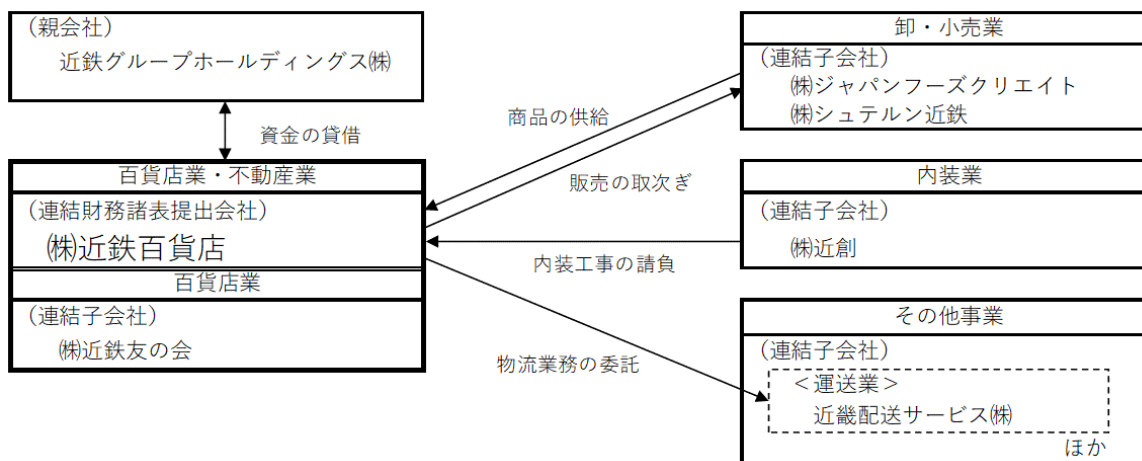 （親会社）
近鉄グループホールディングス㈱
資金の貸借
百貨店業・不動産業
（連結財務諸表提出会社）
㈱近鉄百貨店
百貨店業
（連結子会社）
㈱近鉄友の会
商品の供給
販売の取次ぎ
内装工事の請負
物流業務の委託
卸・小売業
（連結子会社）
㈱ジャパンフーズクリエイト
㈱シュテルン近鉄
内装業
（連結子会社）
㈱近創
その他事業
（連結子会社）
＜運送業＞
近畿配送サービス㈱
ほか